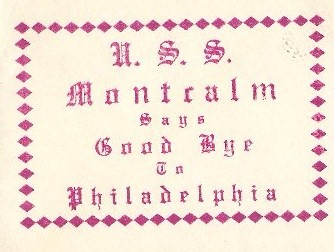 U. S. S.
Montcalm
Says
Good Bye
To
Philadelphia